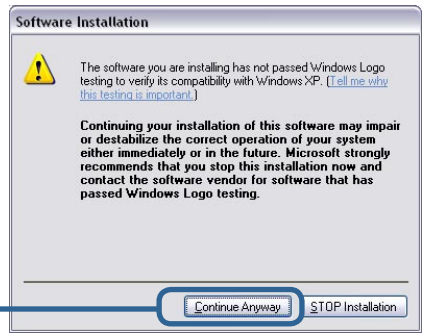 Software Installation
The software you are installing has not passed Windows Logo
testing to verify its compatibility with Windows XP. (Tell me why
this testing is important.)
Continuing your installation of this software may impair
or destabilize the correct operation of your system
either immediately or in the future. Microsoft strongly
recommends that you stop this installation now and
contact the software vendor for software that has
passed Windows Logo testing.
Continue Anyway STOP Installation